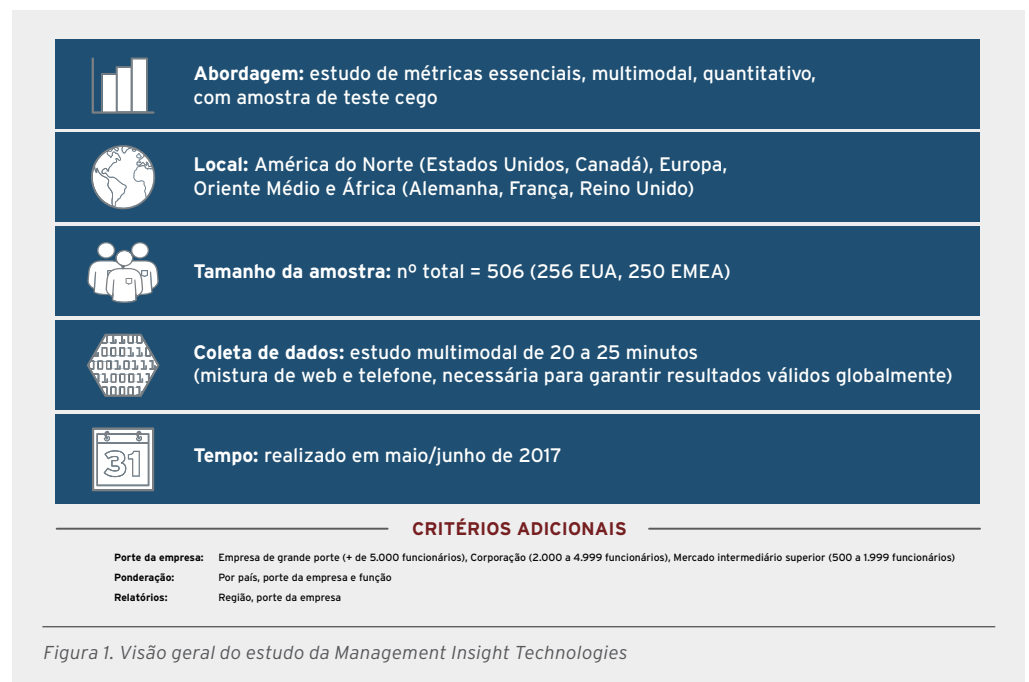 Abordagem: estudo de métricas essenciais, multimodal, quantitativo,
com amostra de teste cego
Local: América do Norte (Estados Unidos, Canadá), Europa,
Oriente Médio e África (Alemanha, França, Reino Unido)
Tamanho da amostra: nº total = 506 (256 EUA, 250 EMEA)
Coleta de dados: estudo multimodal de 20 a 25 minutos
(mistura de web e telefone, necessária para garantir resultados válidos globalmente)
31
Tempo: realizado em maio/junho de 2017
CRITÉRIOS ADICIONAIS
Porte da empresa: Empresa de grande porte (+ de 5.000 funcionários), Corporação (2.000 a 4.999 funcionários), Mercado intermediário superior (500 a 1.999 funcionários)
Ponderação: Por país, porte da empresa e função
Relatórios: Região, porte da empresa
Figura 1. Visão geral do estudo da Management Insight Technologies